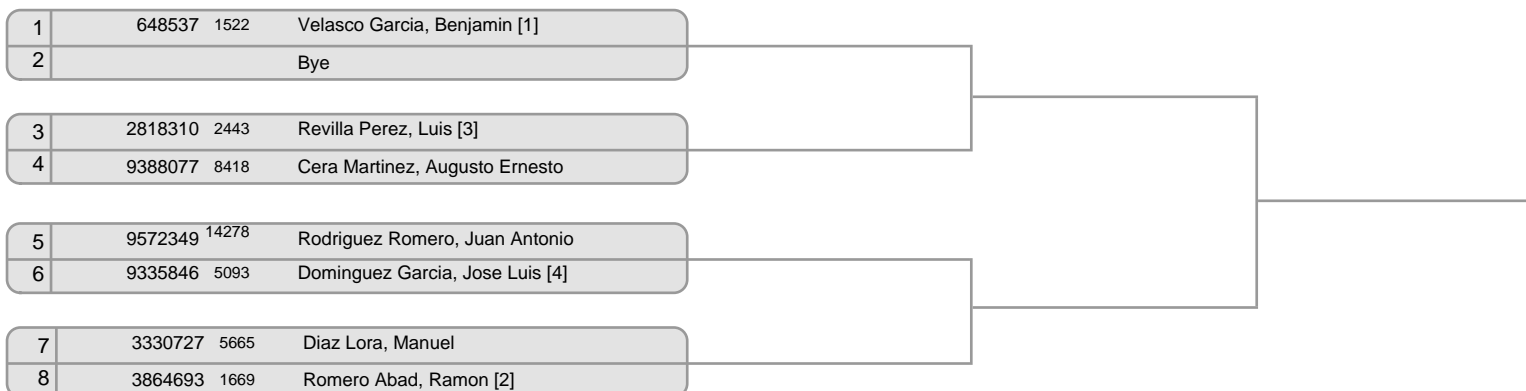 1 648537 1522 Velasco Garcia, Benjamin [1]
2 Bye
3 2818310 2443 Revilla Perez, Luis [3]
4 9388077 8418 Cera Martinez, Augusto Ernesto
5 9572349 14278 Rodriguez Romero, Juan Antonio
6 9335846 5093 Dominguez Garcia, Jose Luis [4]
7 3330727 5665 Diaz Lora, Manuel
8 3864693 1669 Romero Abad, Ramon [2]